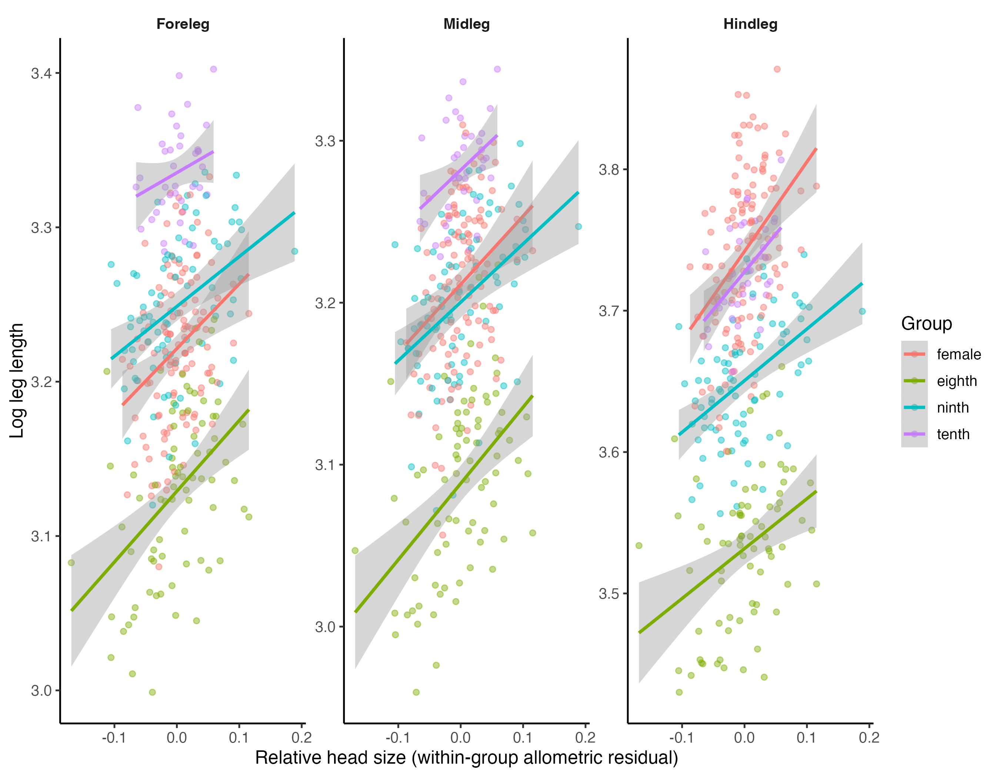 Foreleg Midleg Hindleg
3.4
3.3
3.2
3.1
3.0
3.3
3.2
3.1
3.0
3.8
3.7
3.6
3.5
-0.1 0.0 0.1 0.2 -0.1 0.0 0.1 0.2 -0.1 0.0 0.1 0.2
Log leg length
Relative head size (within-group allometric residual)
Group
female
eighth
ninth
tenth